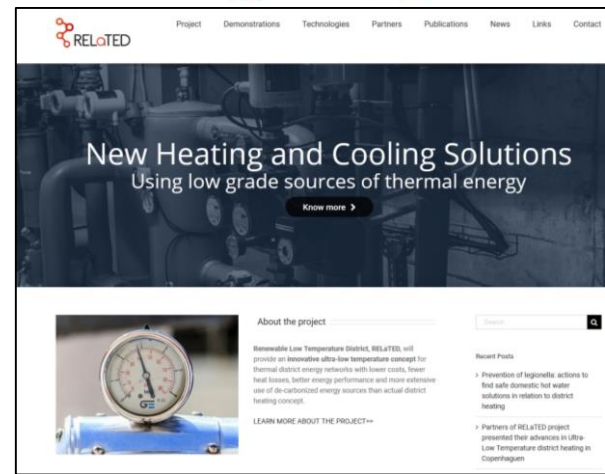 RELaTED
Project Demonstrations Technologies Partners Publications News Links Contact
New Heating and Cooling Solutions
Using low grade sources of thermal energy
Know more
About the project
Renewable Low Temperature District, RELaTED, will
provide an innovative ultra-low temperature concept for
thermal district energy networks with lower costs, fewer
heat losses, better energy performance and more extensive
use of de-carbonized energy sources than actual district
heating concept.
LEARN MORE ABOUT THE PROJECT>>
Search
Recent Posts
Prevention of legionella: actions to
find safe domestic hot water
solutions in relation to district
heating
Partners of RELaTED project
presented their advances in Ultra-
Low Temperature district heating in
Copenhaguen